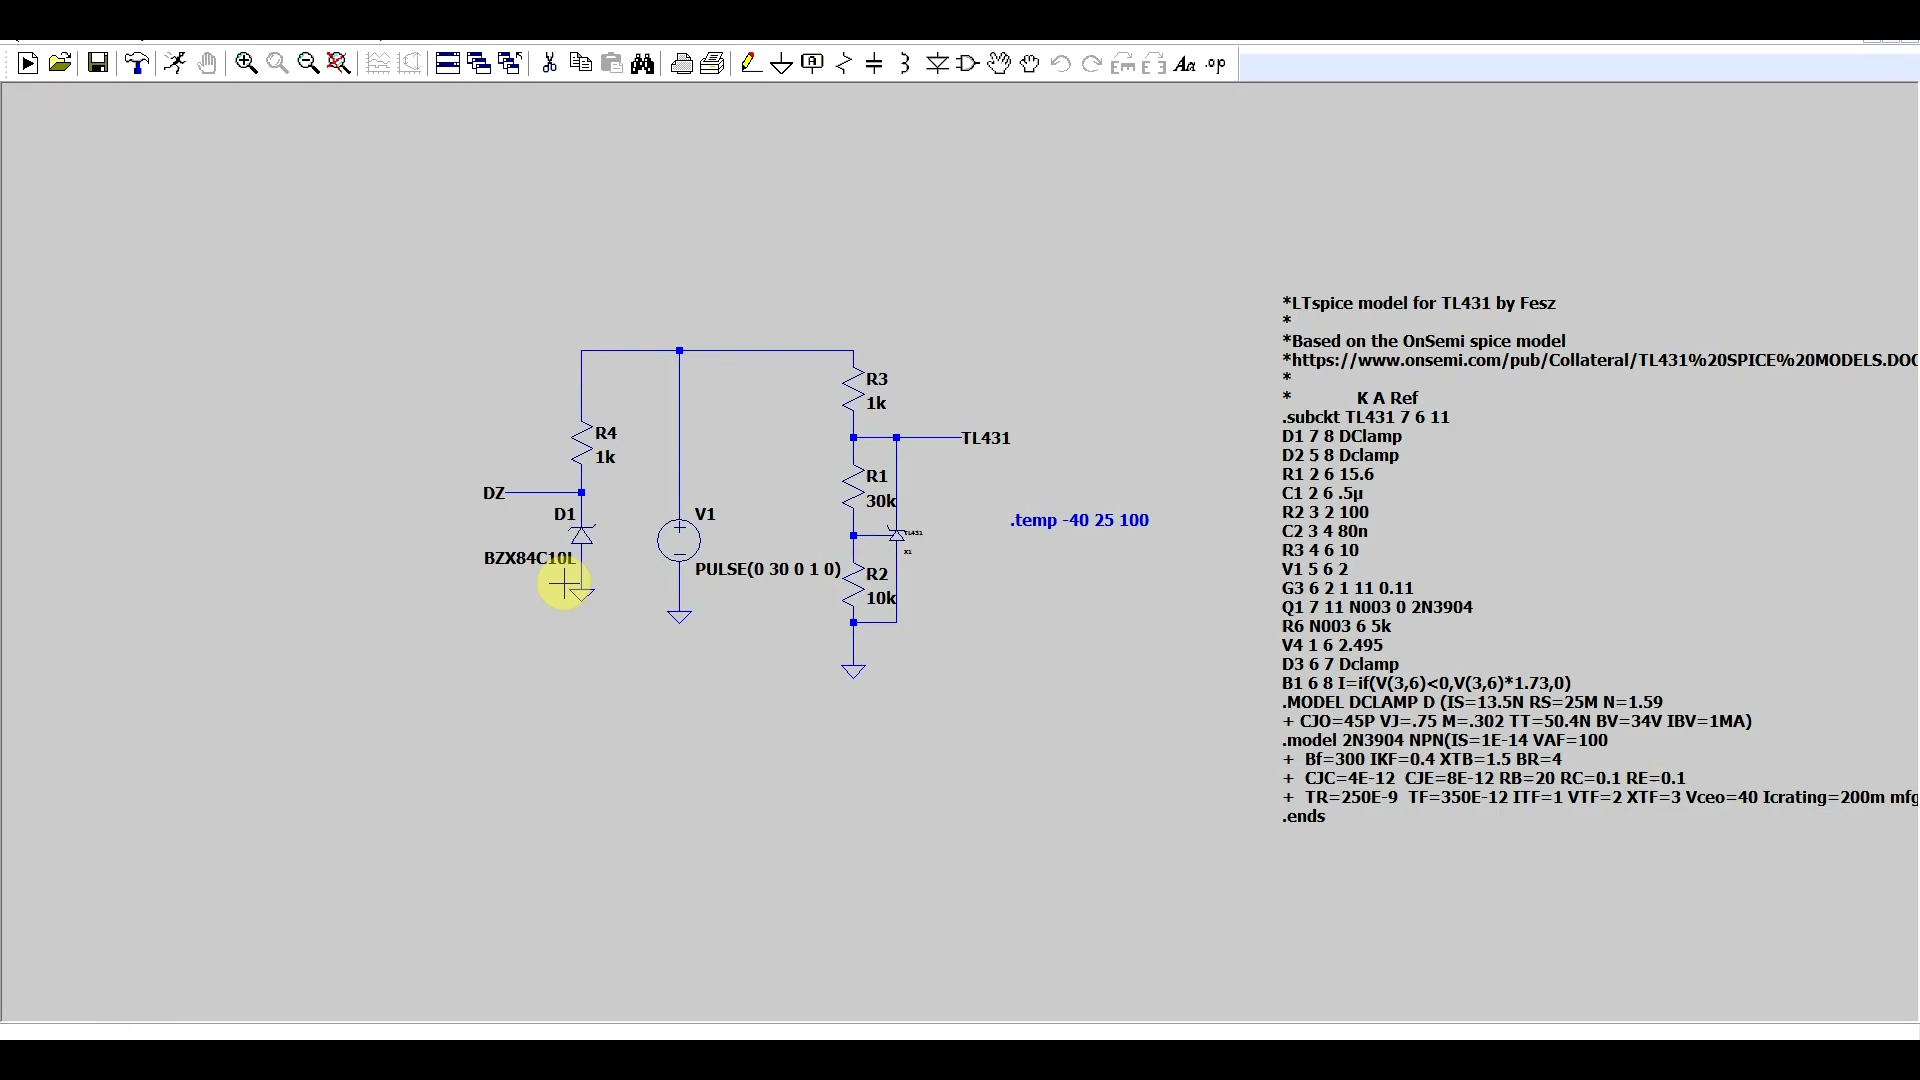 R3
1k
R4
1k
TL431
R1
30k
DZ
D1
V1
.temp -40 25 100
TL431
X1
BZX84C10L
PULSE(0 30 0 1 0)
R2
10k
*LTspice model for TL431 by Fesz
*
*Based on the OnSemi spice model
*https://www.onsemi.com/pub/Collateral/TL431%20SPICE%20MODELS.DOC
*
* K A Ref
.subckt TL431 7 6 11
D1 7 8 DClamp
D2 5 8 Dclamp
R1 2 6 15.6
C1 2 6 .5µ
R2 3 2 100
C2 3 4 80n
R3 4 6 10
V1 5 6 2
G3 6 2 1 11 0.11
Q1 7 11 N003 0 2N3904
R6 N003 6 5k
V4 1 6 2.495
D3 6 7 Dclamp
B1 6 8 I=if(V(3,6)<0,V(3,6)*1.73,0)
.MODEL DCLAMP D (IS=13.5N RS=25M N=1.59
+ CJO=45P VJ=.75 M=.302 TT=50.4N BV=34V IBV=1MA)
.model 2N3904 NPN(IS=1E-14 VAF=100
+ Bf=300 IKF=0.4 XTB=1.5 BR=4
+ CJC=4E-12 CJE=8E-12 RB=20 RC=0.1 RE=0.1
+ TR=250E-9 TF=350E-12 ITF=1 VTF=2 XTF=3 Vceo=40 Icrating=200m mfg
.ends